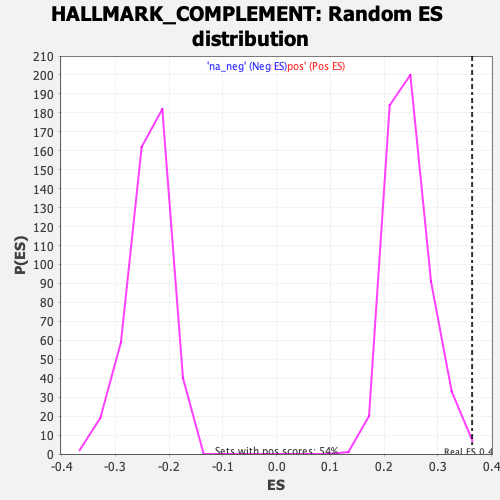 HALLMARK_COMPLEMENT: Random ES
distribution
'na_neg' (Neg ES)pos' (Pos ES)
210
200
190
180
170
160
150
140
130
120
110
100
90
80
70
60
50
40
30
20
10
0
P(ES)
Sets with pos scores: 54%
Real ES 0.4
-0.4 -0.3 -0.2 -0.1 0.0 0.1 0.2 0.3 0.4
ES